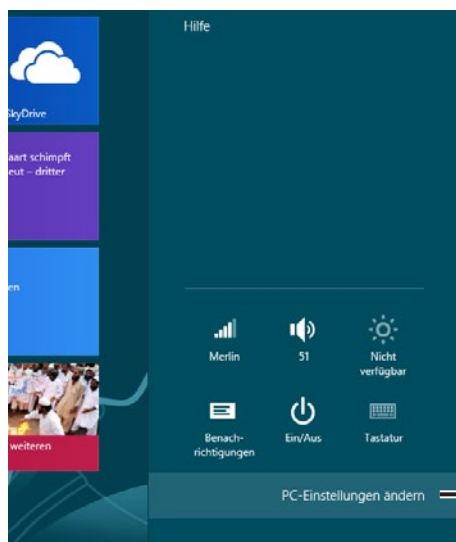 Hilfe
SkyDrive
aart schimpft
eut – dritter
en
weiteren
Merlin
51
Nicht
verfügbar
Benach-
richtigungen
Ein/Aus
Tastatur
PC-Einstellungen ändern